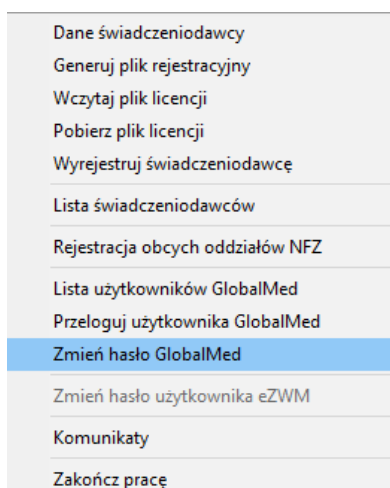 Dane świadczeniodawcy
Generuj plik rejestracyjny
Wczytaj plik licencji
Pobierz plik licencji
Wyrejestruj świadczeniodawcę
Lista świadczeniodawców
Rejestracja obcych oddziałów NFZ
Lista użytkowników GlobalMed
Przeloguj użytkownika GlobalMed
Zmień hasło GlobalMed
Zmień hasło użytkownika eZWM
Komunikaty
Zakończ pracę